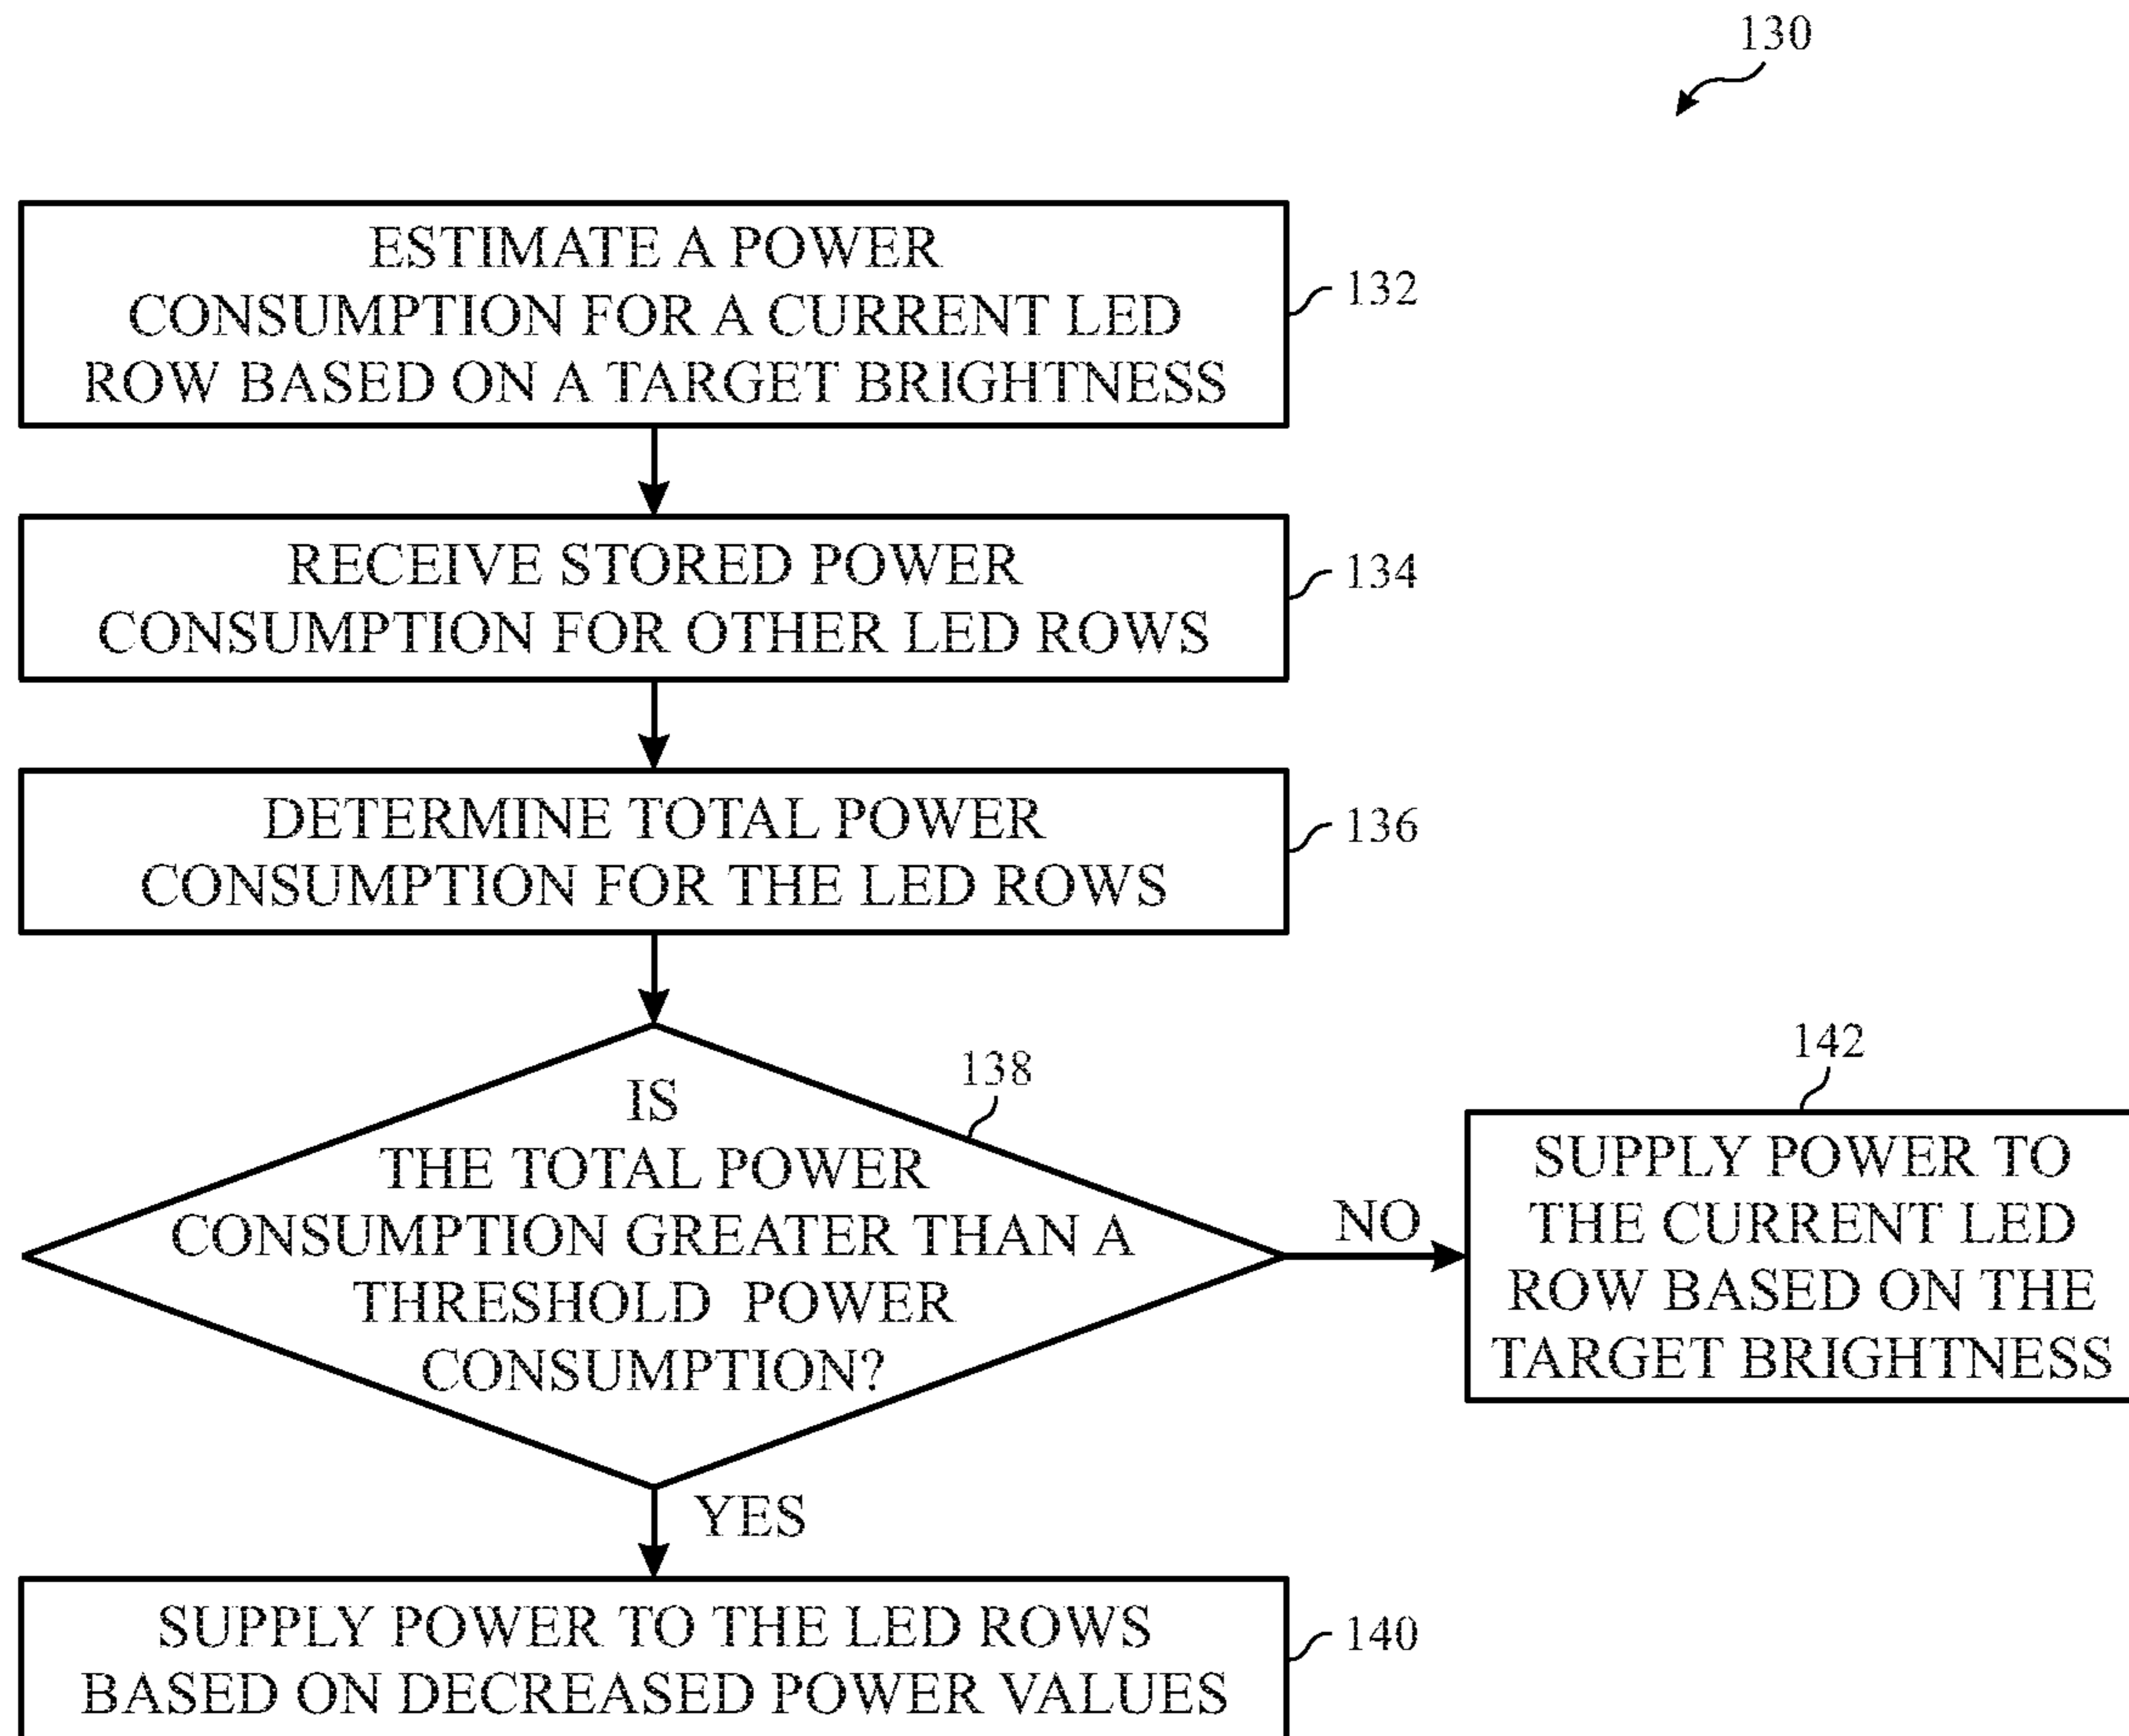 130
ESTIMATE A POWER
CONSUMPTION FOR A CURRENT LED
ROW BASED ON A TARGET BRIGHTNESS
132
RECEIVE STORED POWER
CONSUMPTION FOR OTHER LED ROWS
134
DETERMINE TOTAL POWER
CONSUMPTION FOR THE LED ROWS
136
IS
THE TOTAL POWER
CONSUMPTION GREATER THAN A
THRESHOLD POWER
CONSUMPTION?
138
NO
142
SUPPLY POWER TO
THE CURRENT LED
ROW BASED ON THE
TARGET BRIGHTNESS
YES
SUPPLY POWER TO THE LED ROWS
BASED ON DECREASED POWER VALUES
140